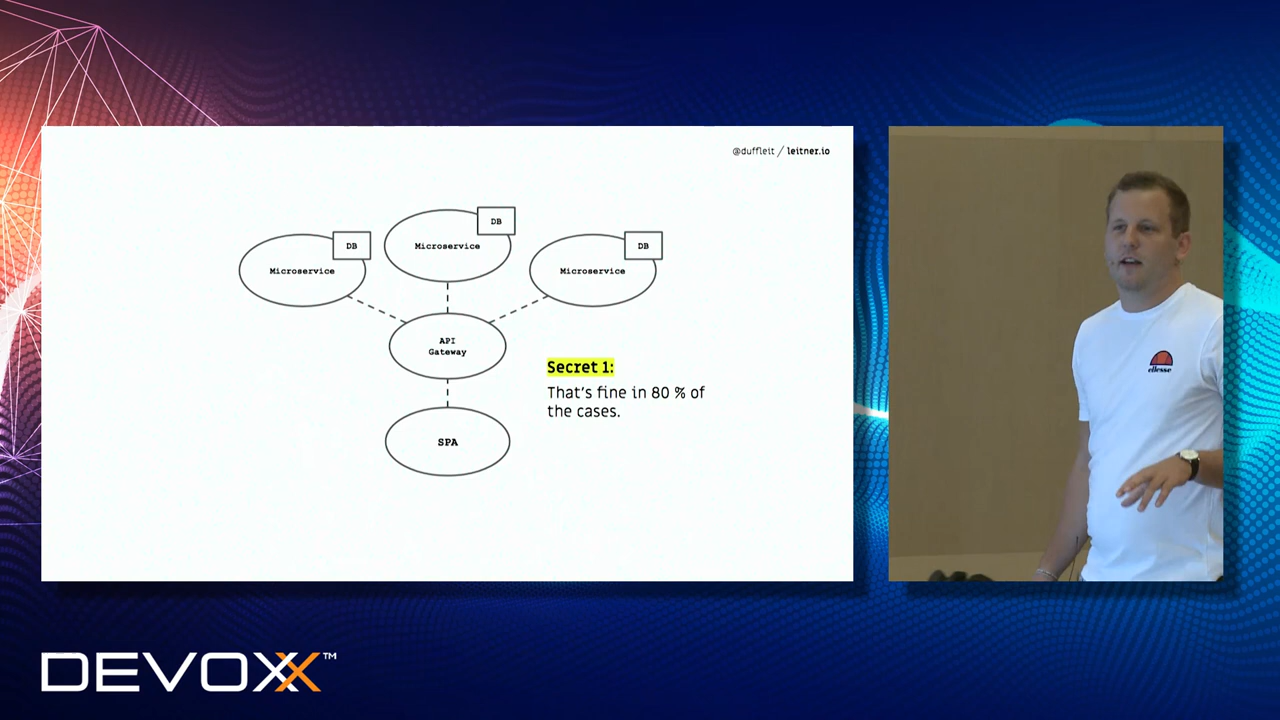 @duffleit / leitner.io
DB
Microservice
DB
Microservice
DB
Microservice
API
Gateway
Secret 1:
That's fine in 80 % of
the cases.
SPA
ellesse
DEVOXX™